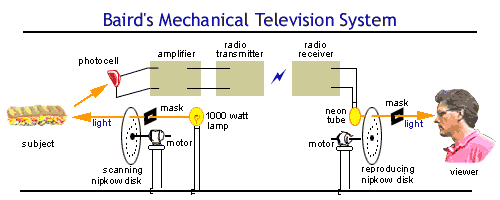 Baird's Mechanical Television System
photocell
amplifier
radio
transmitter
radio
receiver
mask
light
1000 watt
lamp
motor
subject
scanning
nipkow disk
neon
tube
mask
light
motor
reproducing
nipkow disk
viewer